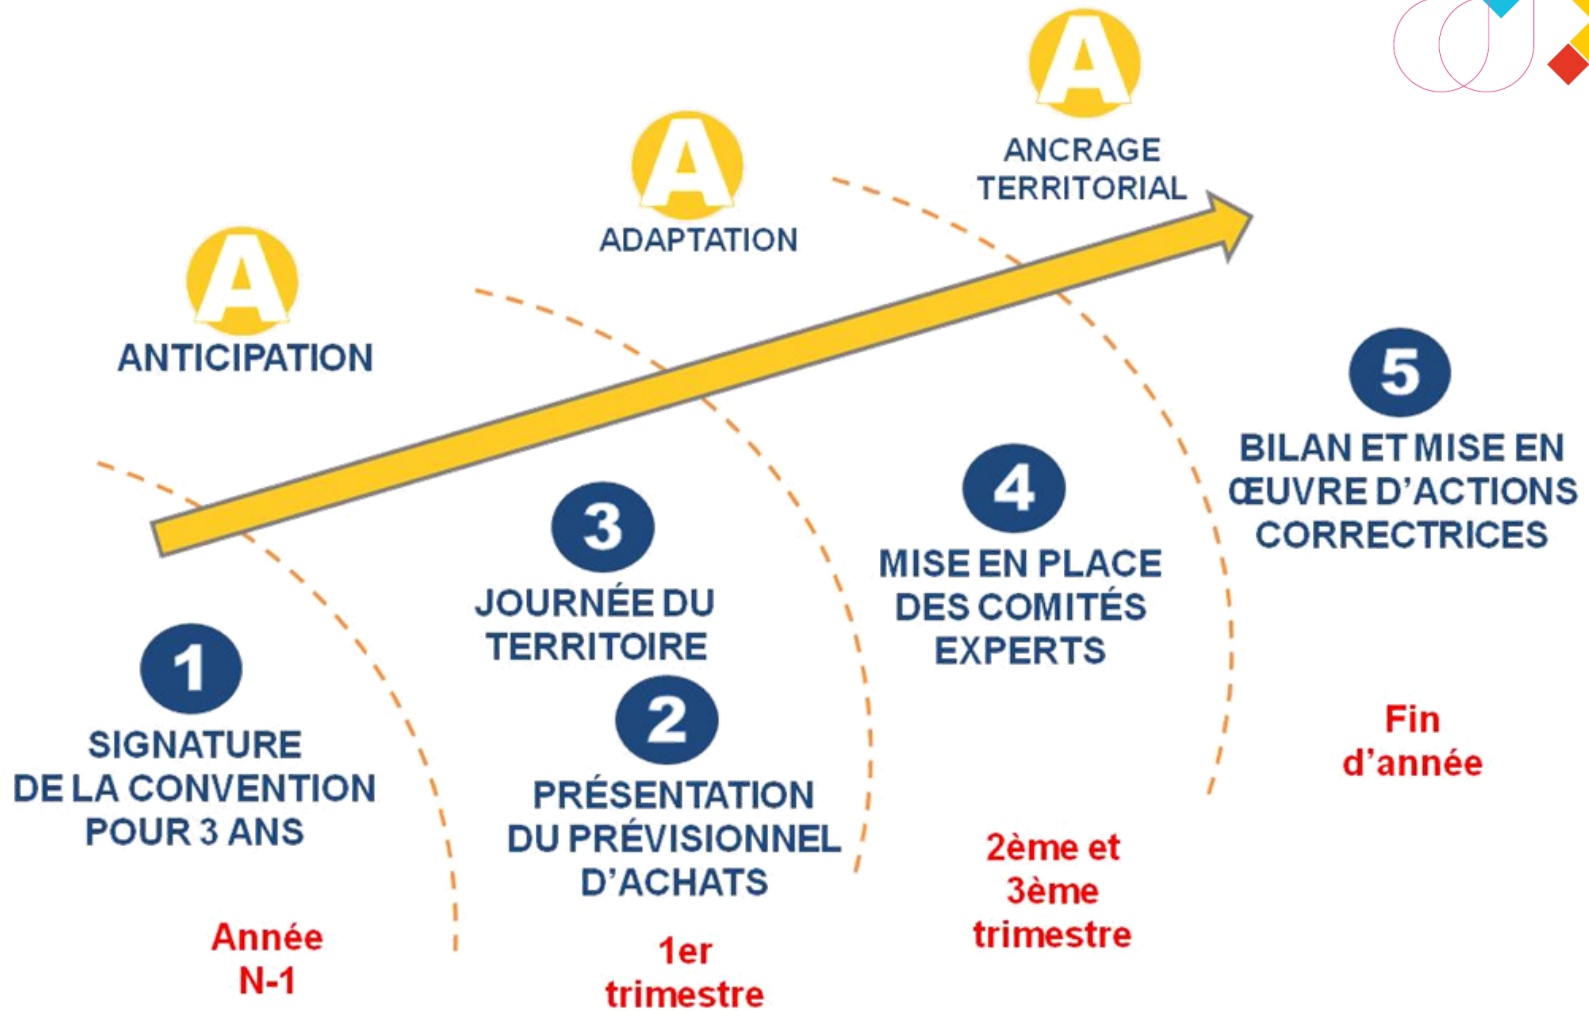 A
ANCRAGE
TERRITORIAL
A
ADAPTATION
A
ANTICIPATION
1
SIGNATURE
DE LA CONVENTION
POUR 3 ANS
Année
N-1
3
JOURNÉE DU
TERRITOIRE
2
PRÉSENTATION
DU PRÉVISIONNEL
D'ACHATS
1er
trimestre
4
MISE EN PLACE
DES COMITÉS
EXPERTS
2ème et
3ème
trimestre
5
BILAN ET MISE EN
ŒUVRE D'ACTIONS
CORRECTRICES
Fin
d'année